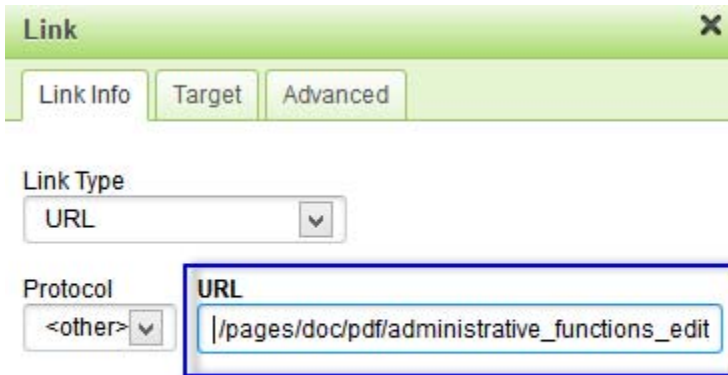 Link
Link Info Target Advanced
Link Type
URL
Protocol URL
<other> /pages/doc/pdf/administrative_functions_edit